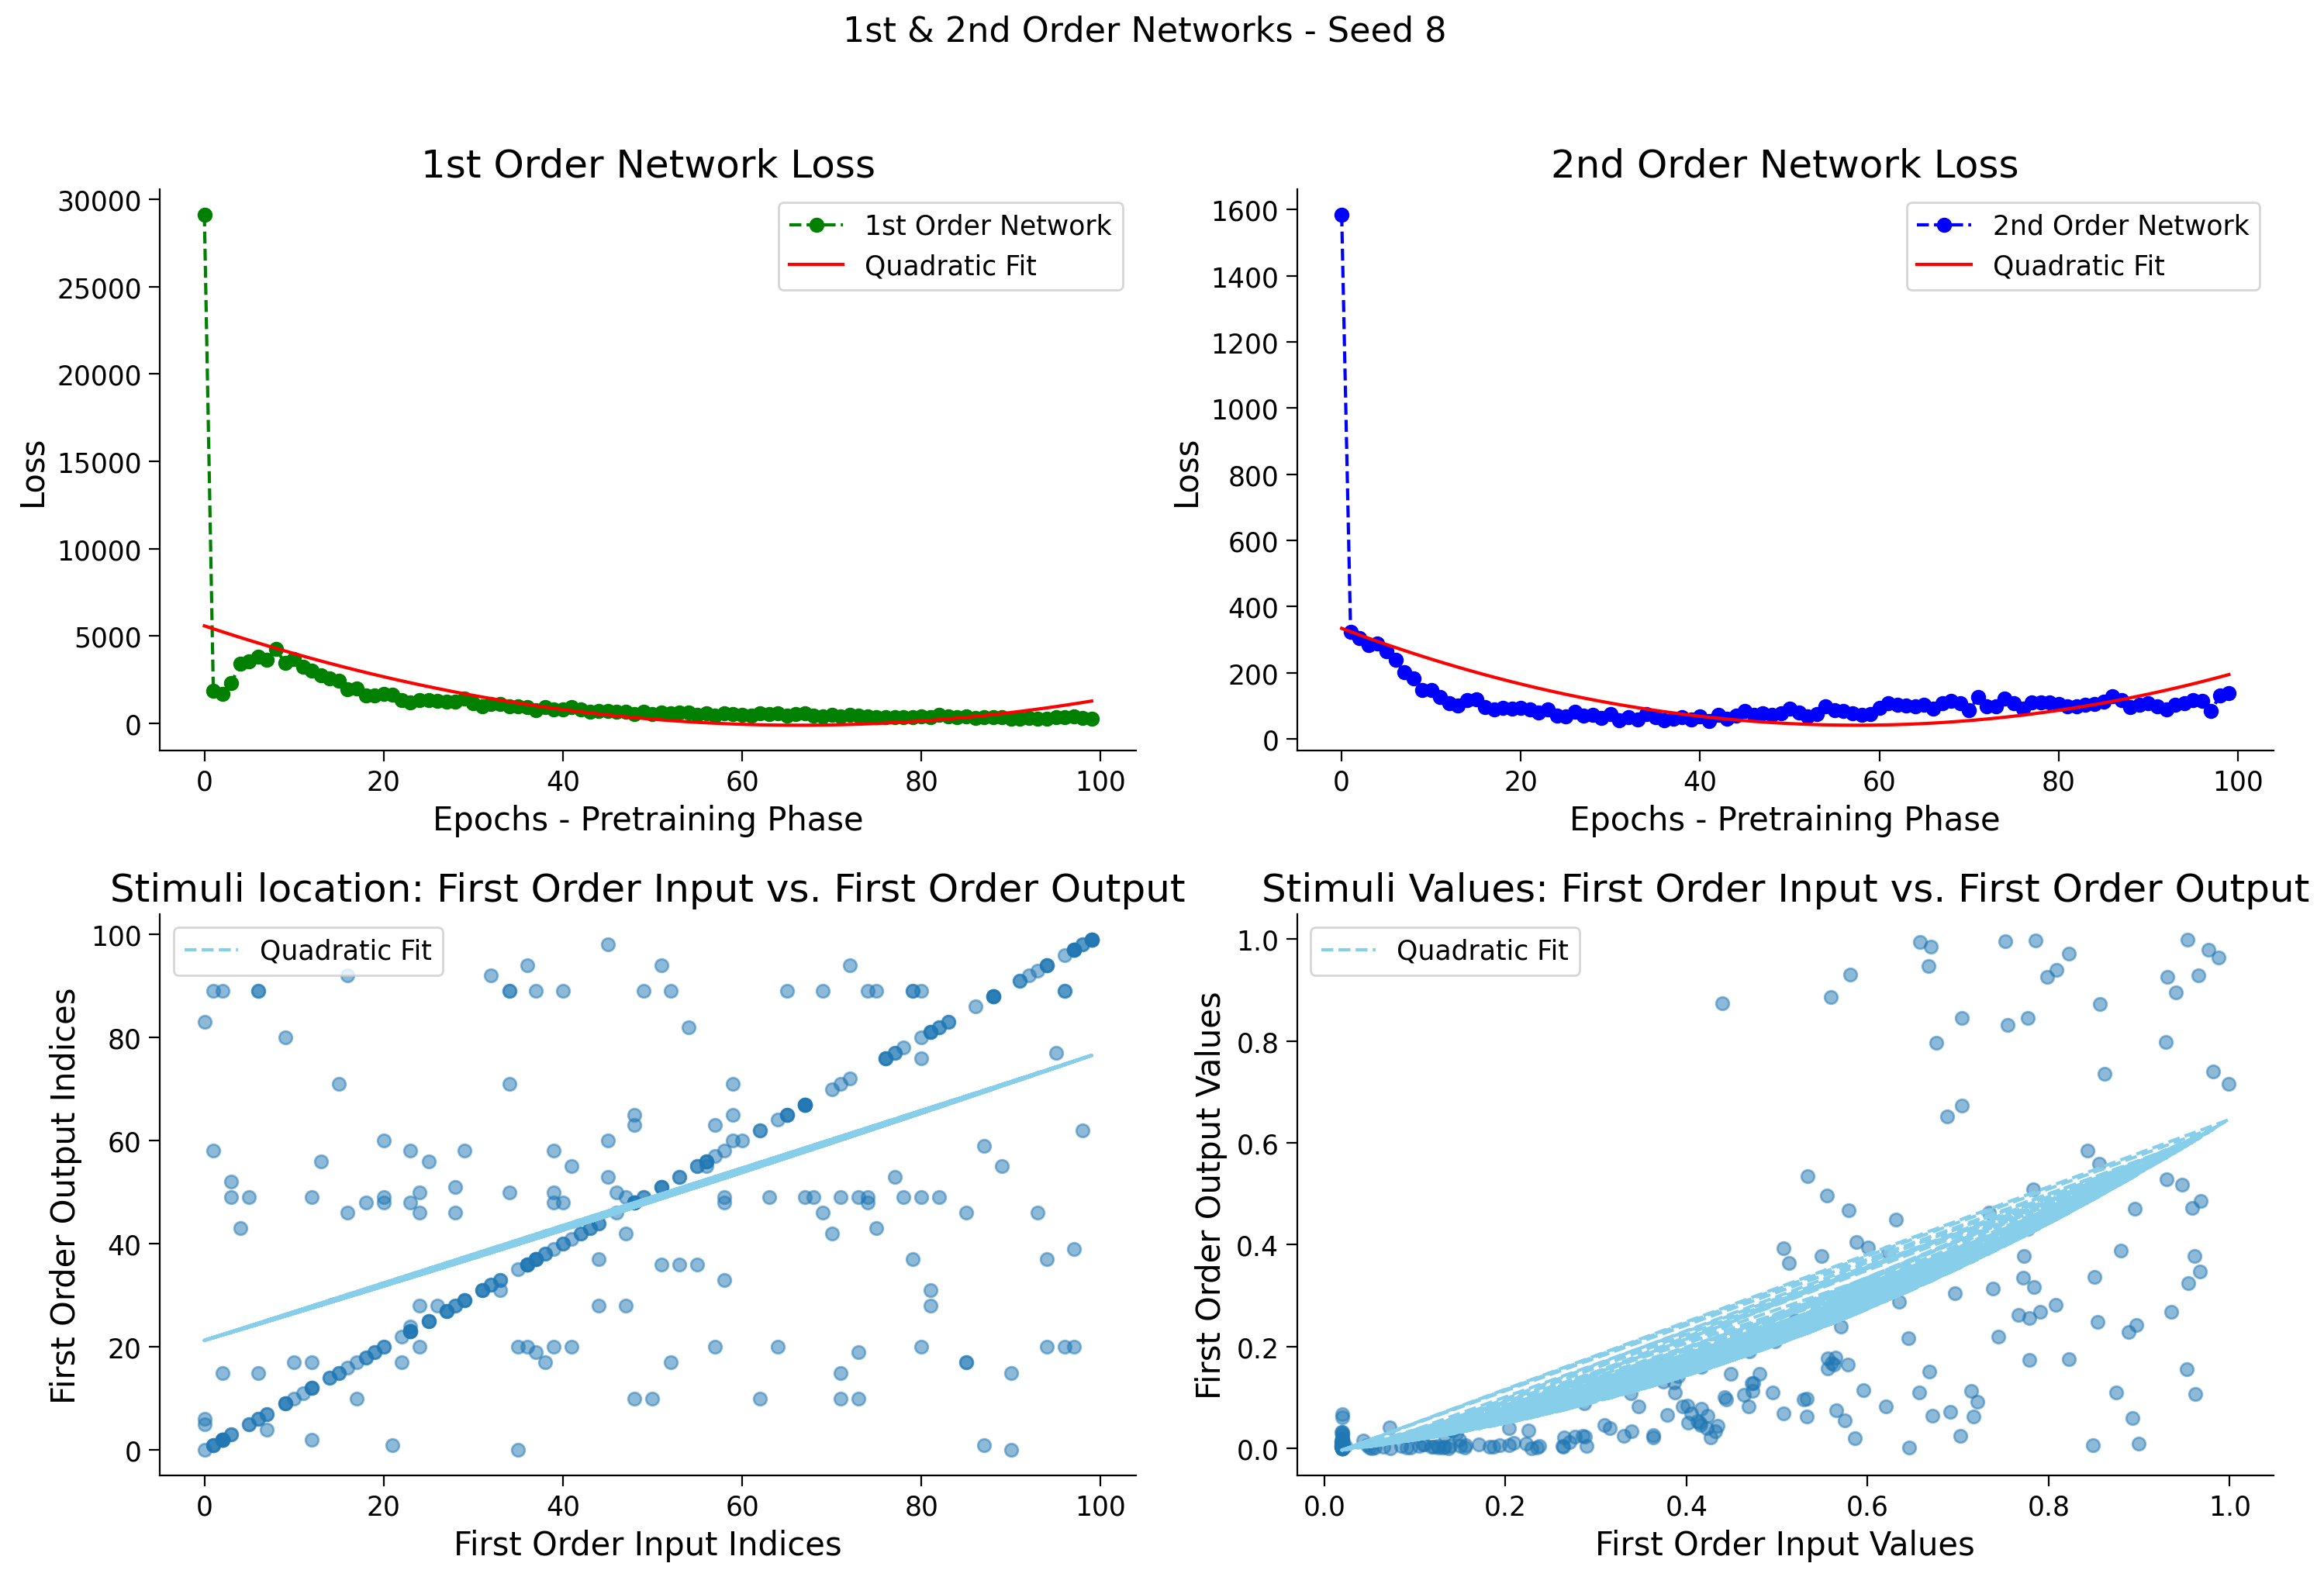 1st & 2nd Order Networks - Seed 8
1st Order Network Loss
30000
25000
20000
15000
10000
5000
0
Loss
1st Order Network
Quadratic Fit
0 20 40 60 80 100
Epochs - Pretraining Phase
2nd Order Network Loss
1600
1400
1200
1000
800
600
400
200
0
Loss
2nd Order Network
Quadratic Fit
0 20 40 60 80 100
Epochs - Pretraining Phase
Stimuli location: First Order Input vs. First Order Output
100
80
60
40
20
0
First Order Output Indices
Quadratic Fit
0 20 40 60 80 100
First Order Input Indices
Stimuli Values: First Order Input vs. First Order Output
1.0
0.8
0.6
0.4
0.2
0.0
First Order Output Values
Quadratic Fit
0.0 0.2 0.4 0.6 0.8 1.0
First Order Input Values